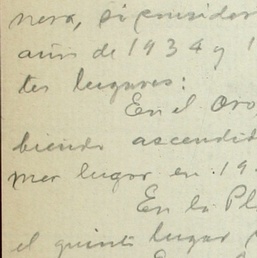 nera, si consider
años de 1934 y 1
tes lugares:
En el Oro,
biendo ascendid
mer lugar en 19
En la Pl
el quinto lugar (